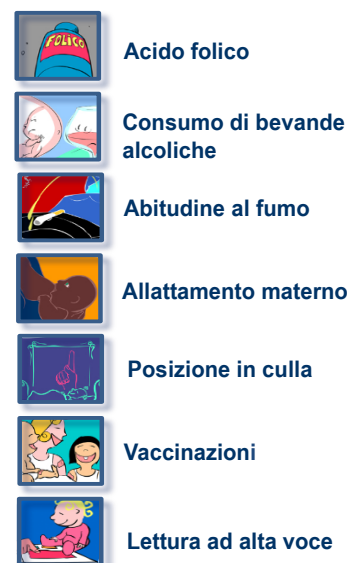 FOLICO
Acido folico
Consumo di bevande
alcoliche
Abitudine al fumo
Allattamento materno
Posizione in culla
Vaccinazioni
Lettura ad alta voce